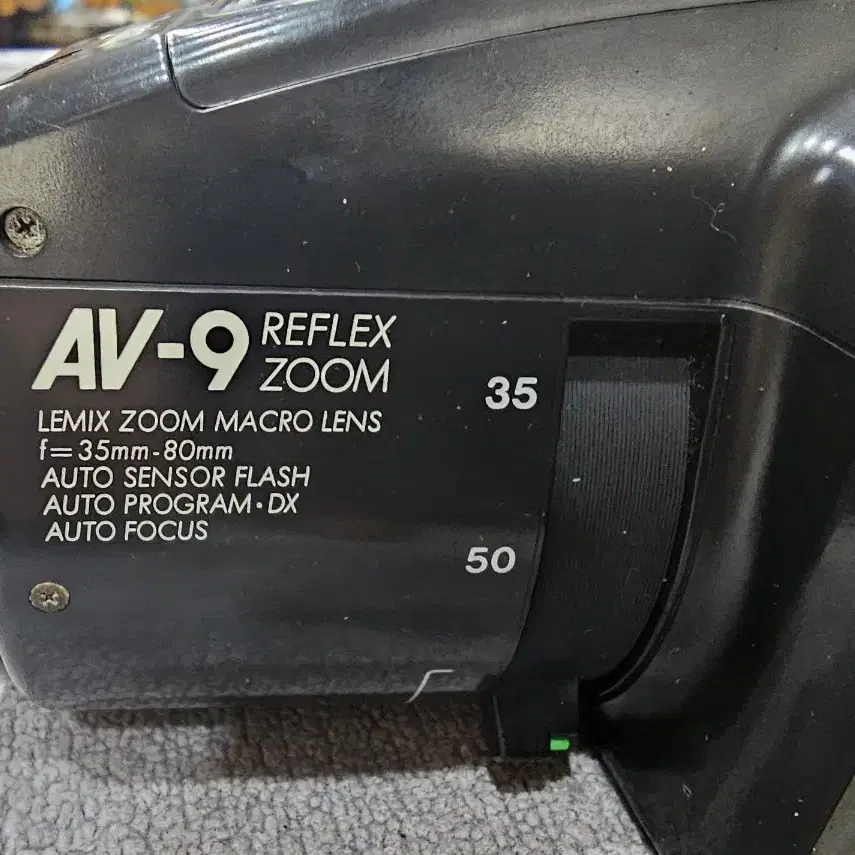 AV-9 REFLEX ZOOM
LEMIX ZOOM MACRO LENS
f=35mm-80mm
AUTO SENSOR FLASH
AUTO PROGRAM•DX
AUTO FOCUS
35
50